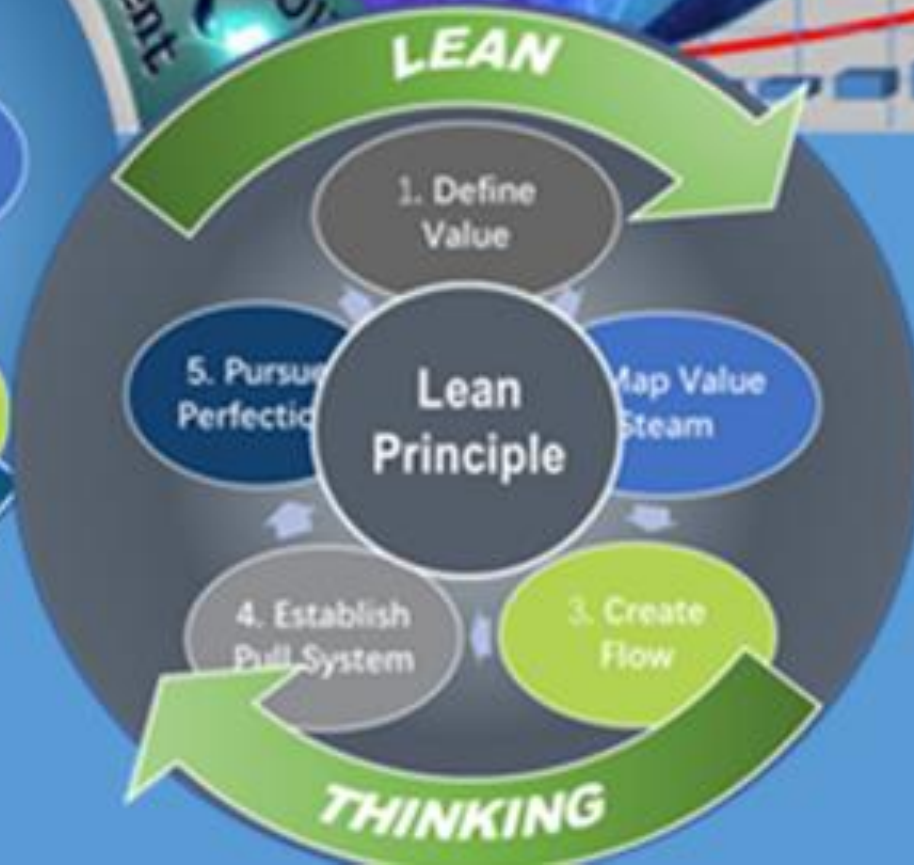 LEAN
1. Define
Value
Map Value
Steam
3. Create
Flow
4. Establish
Pull System
5. Pursue
Perfectio
Lean
Principle
THINKING